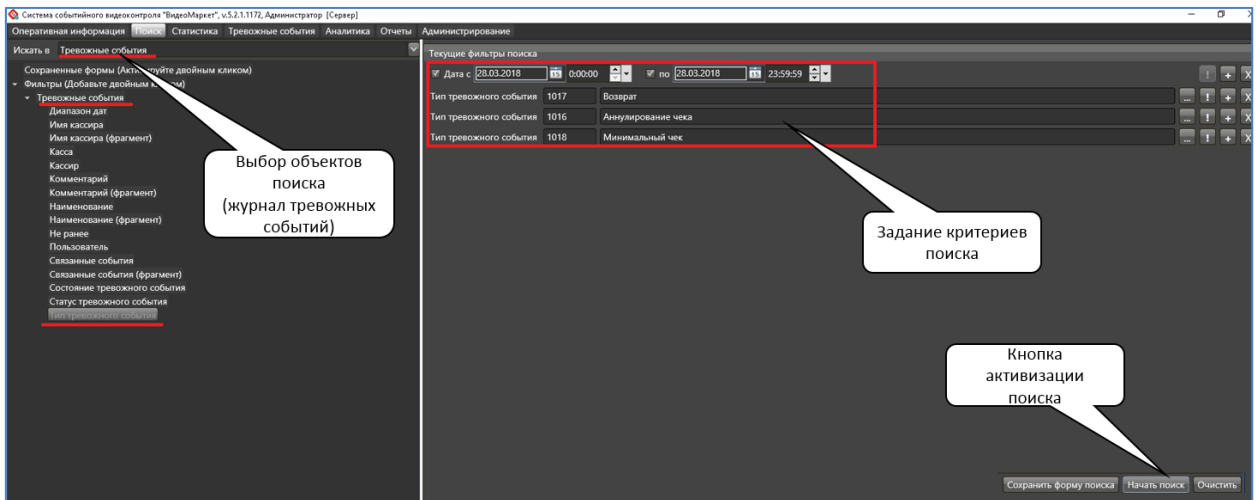 Система событийного видеоконтроля "ВидеоМаркет", v.5.2.1.1172, Администратор [Сервер]
Оперативная информация Поиск Статистика Тревожные события Аналитика Отчеты Администрирование
Искать в Тревожные события
Сохраненные формы (Активируйте двойным кликом)
Фильтры (Добавьте двойным кликом)
Тревожные события
Диапазон дат
Имя кассира
Имя кассира (фрагмент)
Касса
Кассир
Комментарий
Комментарий (фрагмент)
Наименование
Наименование (фрагмент)
Не ранее
Пользователь
Связанные события
Связанные события (фрагмент)
Состояние тревожного события
Статус тревожного события
Тип тревожного события
Выбор объектов
поиска
(журнал тревожных
событий)
Текущие фильтры поиска
Дата с 28.03.2018 15 0:00:00 по 28.03.2018 15 23:59:59 ! + X
Тип тревожного события 1017 Возврат ... ! + X
Тип тревожного события 1016 Аннулирование чека ... ! + X
Тип тревожного события 1018 Минимальный чек ... ! + X
Задание критериев
поиска
Кнопка
активизации
поиска
Сохранить форму поиска Начать поиск Очистить